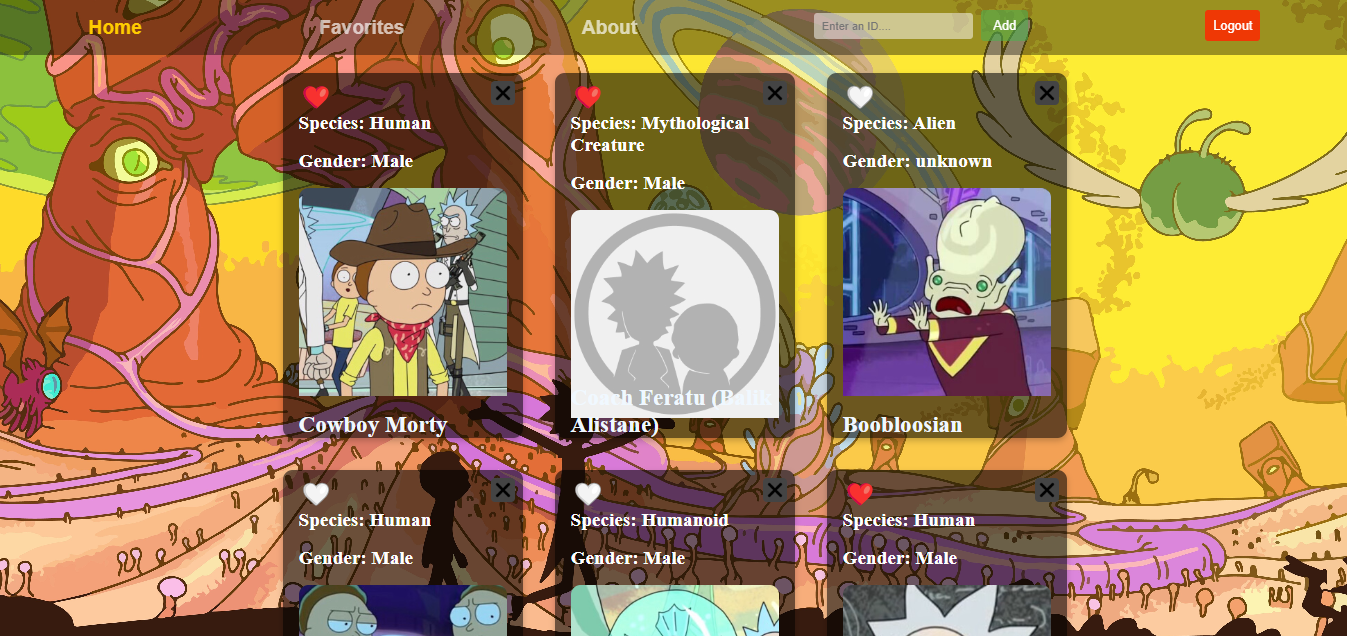 Home Favorites About Enter an ID.... Add Logout
Species: Human
Gender: Male
Cowboy Morty
Species: Mythological
Creature
Gender: Male
Coach Feratu (Balik
Alistane)
Species: Alien
Gender: unknown
Boobloosian
Species: Human
Gender: Male
Species: Humanoid
Gender: Male
Species: Human
Gender: Male